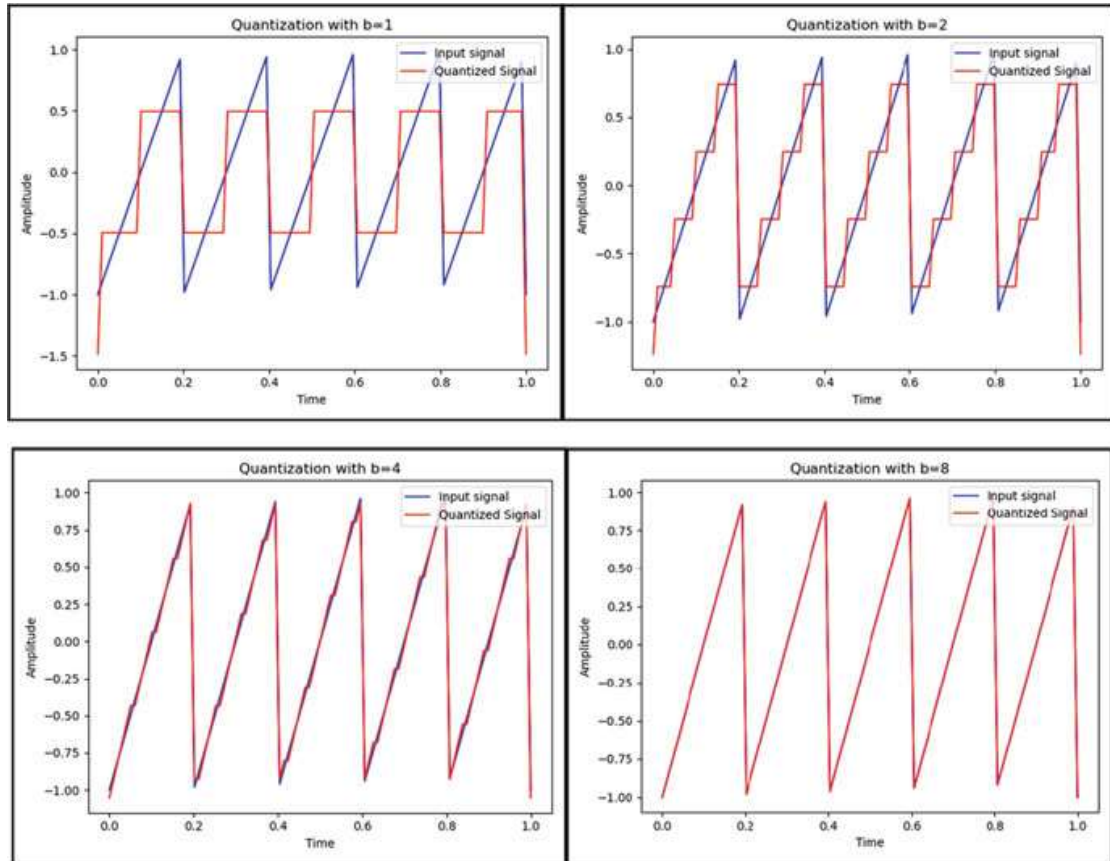 Quantization with b=1
Input signal
Quantized Signal
1.0
0.5
0.0
−0.5
−1.0
−1.5
Amplitude
0.0 0.2 0.4 0.6 0.8 1.0
Time
Quantization with b=2
Input signal
Quantized Signal
1.0
0.5
0.0
−0.5
−1.0
Amplitude
0.0 0.2 0.4 0.6 0.8 1.0
Time
Quantization with b=4
Input signal
Quantized Signal
1.00
0.75
0.50
0.25
0.00
−0.25
−0.50
−0.75
−1.00
Amplitude
0.0 0.2 0.4 0.6 0.8 1.0
Time
Quantization with b=8
Input signal
Quantized Signal
1.00
0.75
0.50
0.25
0.00
−0.25
−0.50
−0.75
−1.00
Amplitude
0.0 0.2 0.4 0.6 0.8 1.0
Time